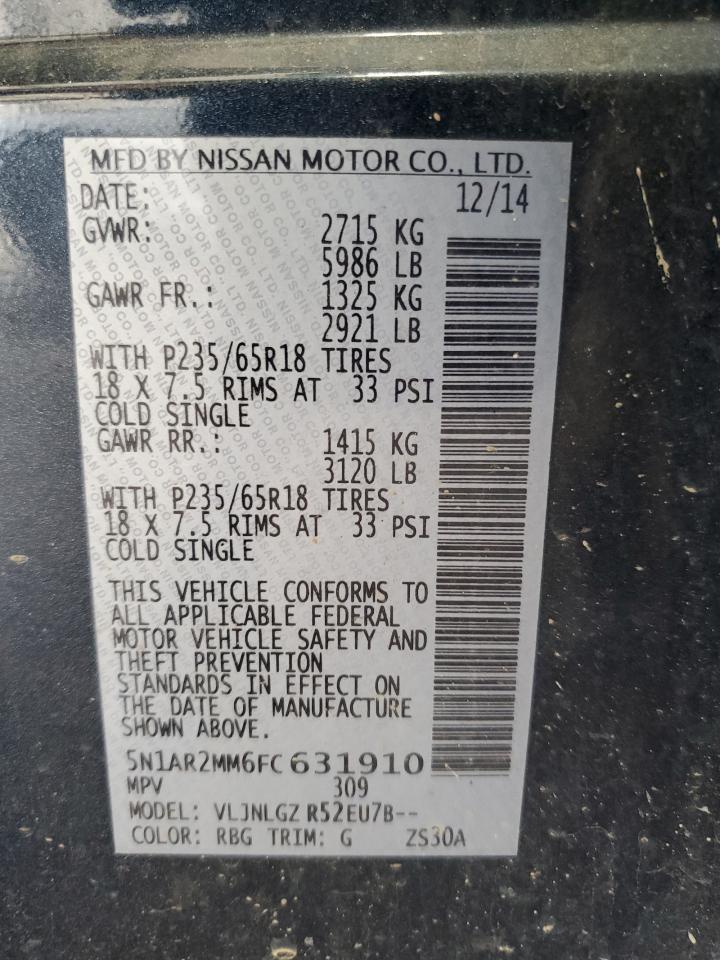 MFD BY NISSAN MOTOR CO., LTD.
DATE: 12/14
GVWR: 2715 KG
5986 LB
GAWR FR.: 1325 KG
2921 LB
WITH P235/65R18 TIRES
18 X 7.5 RIMS AT 33 PSI
COLD SINGLE
GAWR RR.: 1415 KG
3120 LB
WITH P235/65R18 TIRES
18 X 7.5 RIMS AT 33 PSI
COLD SINGLE
THIS VEHICLE CONFORMS TO
ALL APPLICABLE FEDERAL
MOTOR VEHICLE SAFETY AND
THEFT PREVENTION
STANDARDS IN EFFECT ON
THE DATE OF MANUFACTURE
SHOWN ABOVE.
5N1AR2MM6FC631910
MPV 309
MODEL: VLJNLGZ R52EU7B--
COLOR: RBG TRIM: G ZS30A